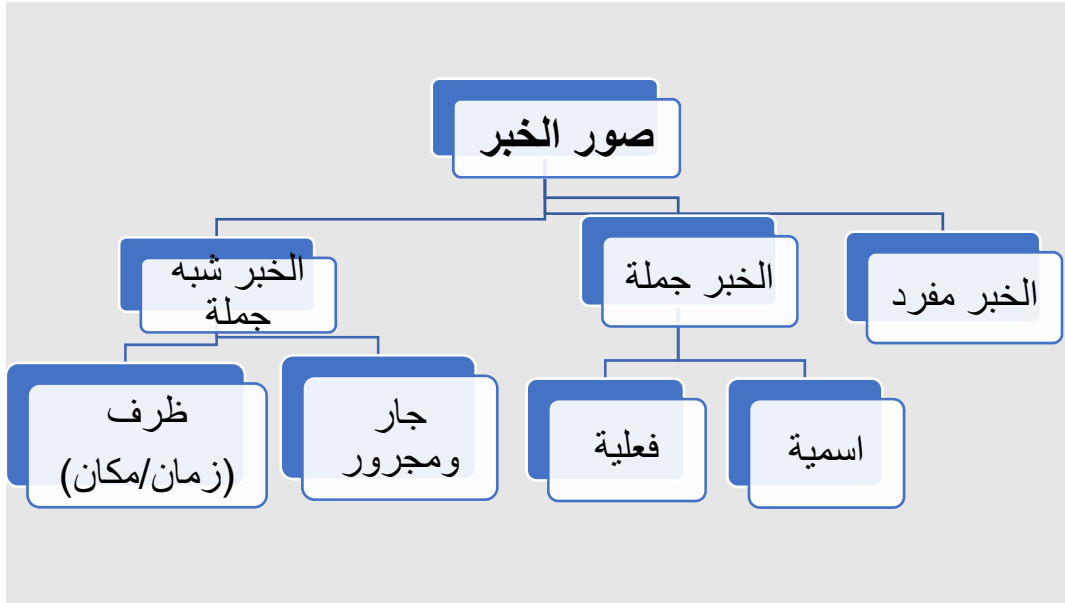 صور الخبر
الخبر مفرد
الخبر جملة
الخبر شبه
جملة
اسمية
فعلية
جار
ومجرور
ظرف
(زمان/مكان)